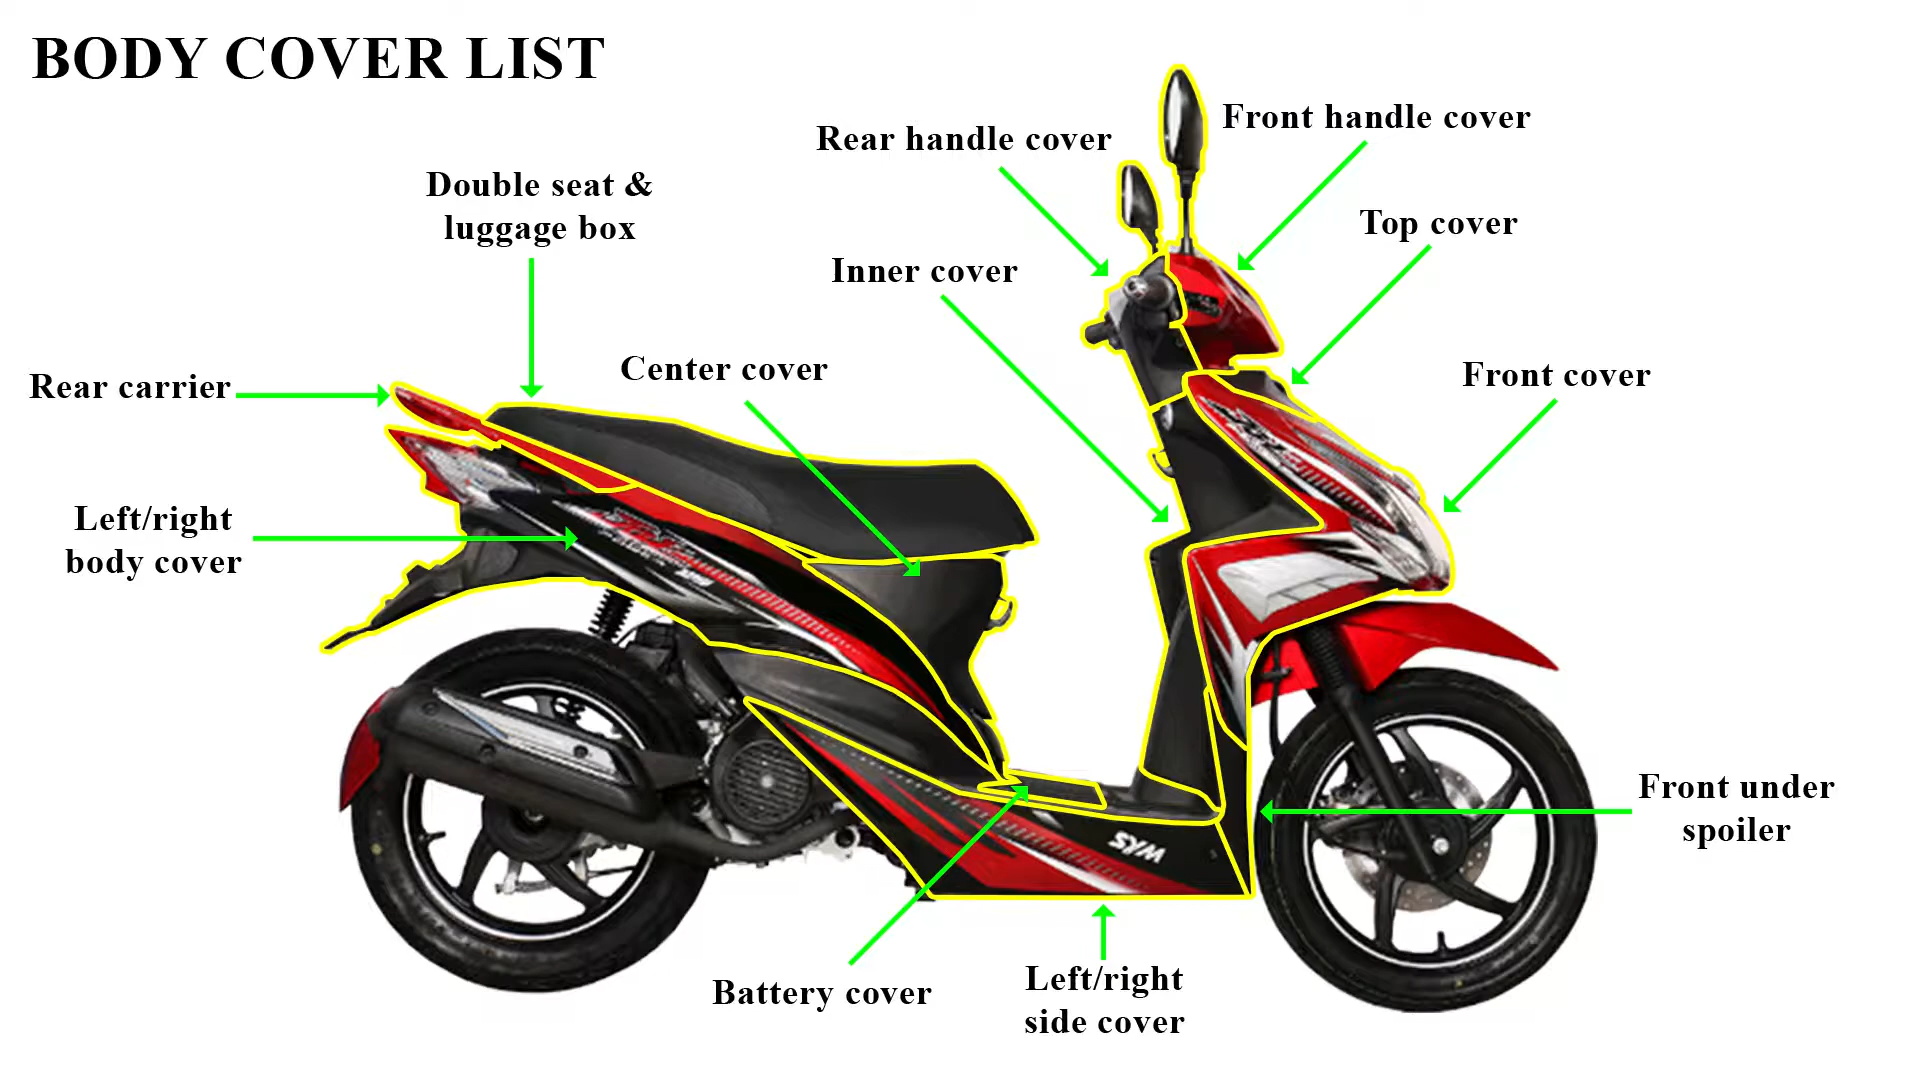 BODY COVER LIST
Rear handle cover
Front handle cover
Double seat &
luggage box
Top cover
Inner cover
Center cover
Rear carrier
Front cover
Left/right
body cover
Front under
spoiler
SYM
Battery cover
Left/right
side cover